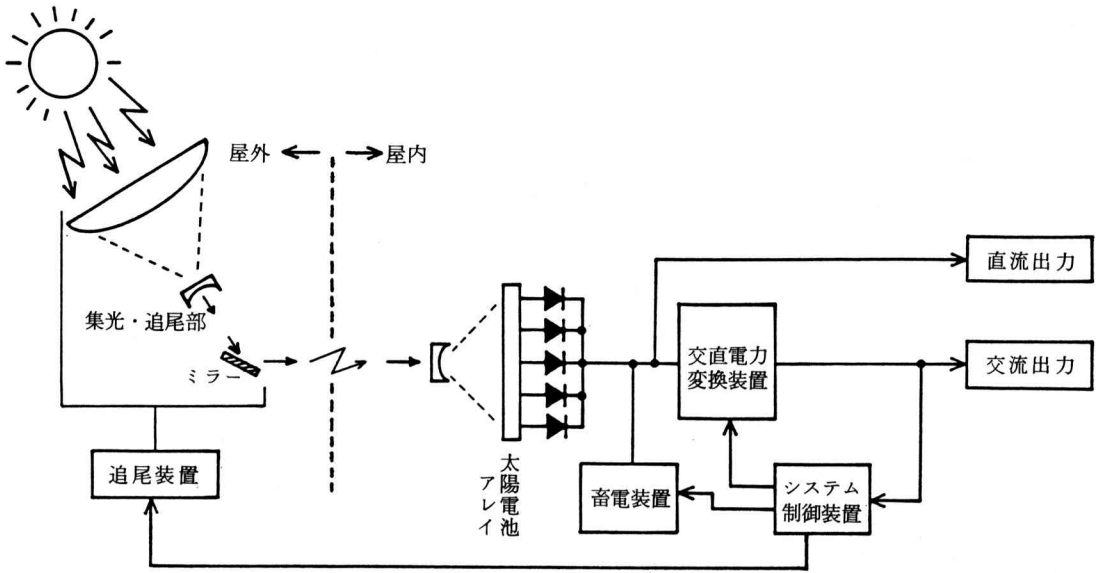 屋外
屋内
集光・追尾部
ミラー
追尾装置
太陽電池
アレイ
直流出力
交直電力
変換装置
交流出力
畜電装置
システム
制御装置